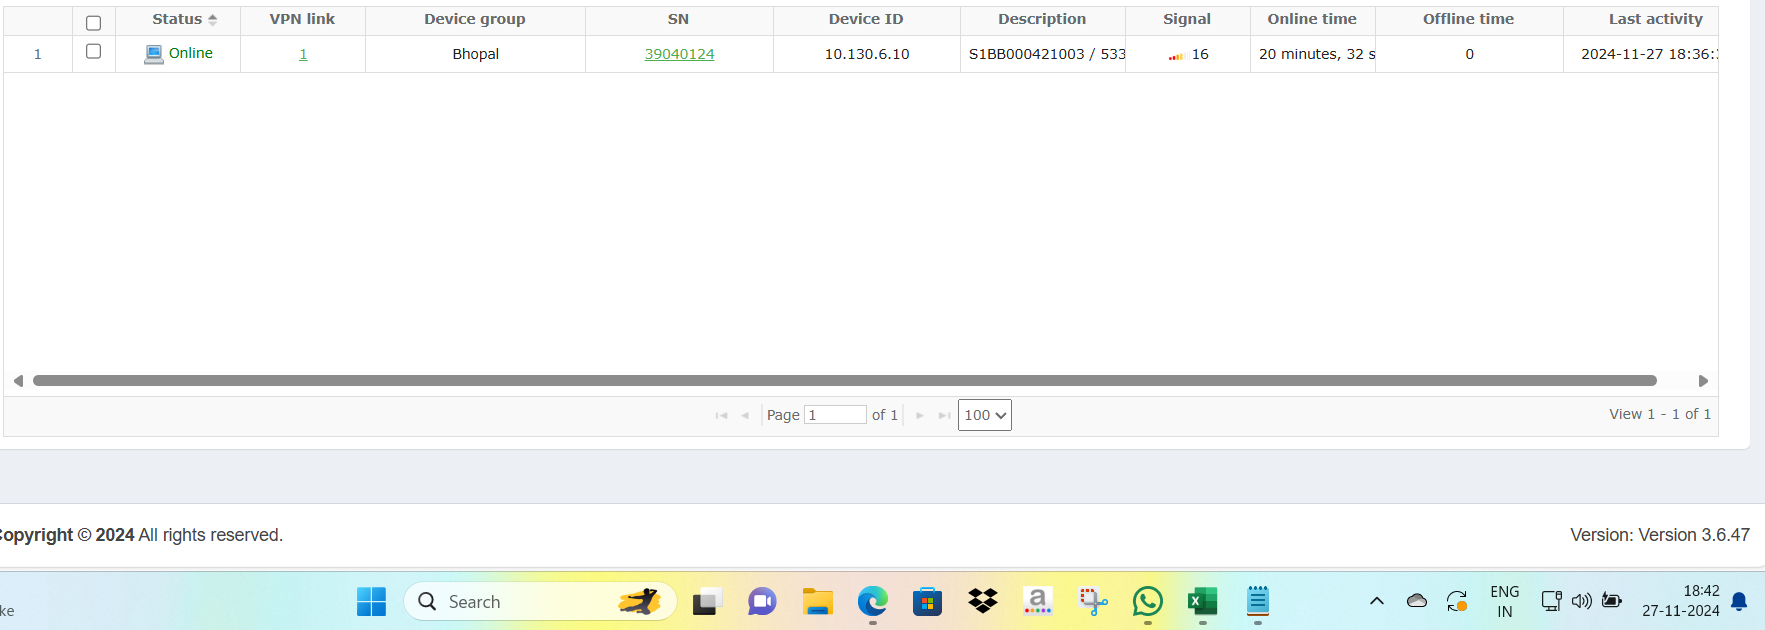 Status VPN link Device group SN Device ID Description Signal Online time Offline time Last activity
1 Online 1 Bhopal 39040124 10.130.6.10 S1BB000421003 / 533 16 20 minutes, 32 s 0 2024-11-27 18:36:
Page 1 of 1 100 View 1 - 1 of 1
Copyright © 2024 All rights reserved. Version: Version 3.6.47
Search ENG 18:42
ke IN 27-11-2024